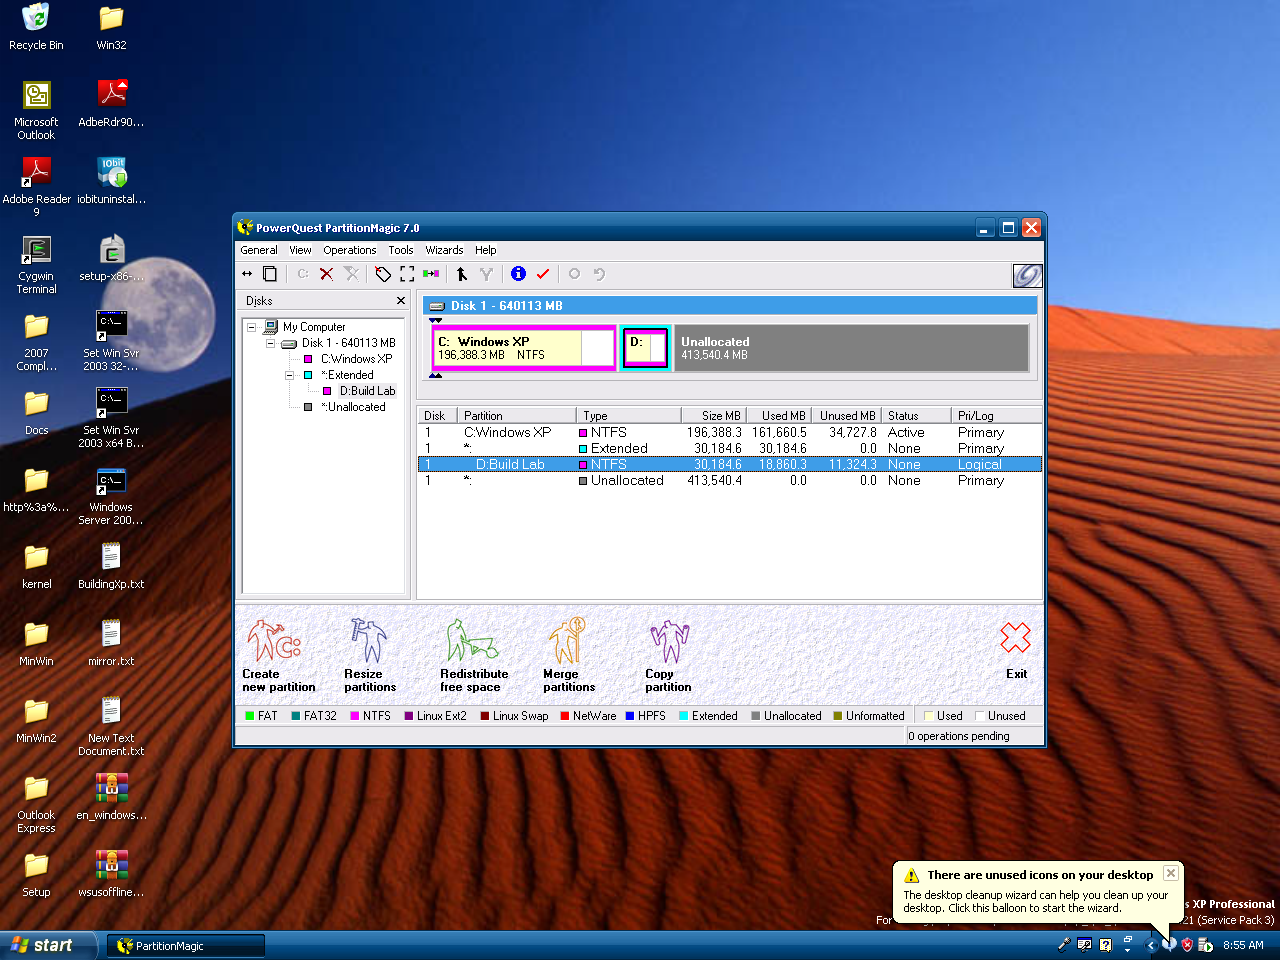 Recycle Bin
Win32
Microsoft
Outlook
AdbeRdr90...
Adobe Reader
9
iobituninstal...
Cygwin
Terminal
setup-x86-...
2007
Compl...
Set Win Svr
2003 32-...
Docs
Set Win Svr
2003 x64 B...
http%3a%...
Windows
Server 200...
kernel
BuildingXp.txt
MinWin
mirror.txt
MinWin2
New Text
Document.txt
Outlook
Express
en_windows...
Setup
wsusoffline...
PowerQuest PartitionMagic 7.0
General View Operations Tools Wizards Help
C:
Disks
My Computer
Disk 1 - 640113 MB
C:Windows XP
*:Extended
D:Build Lab
*:Unallocated
Disk 1 - 640113 MB
C: Windows XP
196,388.3 MB NTFS
D:
Unallocated
413,540.4 MB
Disk Partition Type Size MB Used MB Unused MB Status Pri/Log
1 C:Windows XP NTFS 196,388.3 161,660.5 34,727.8 Active Primary
1 *: Extended 30,184.6 30,184.6 0.0 None Primary
1 D:Build Lab NTFS 30,184.6 18,860.3 11,324.3 None Logical
1 *: Unallocated 413,540.4 0.0 0.0 None Primary
Create
new partition
Resize
partitions
Redistribute
free space
Merge
partitions
Copy
partition
Exit
FAT FAT32 NTFS Linux Ext2 Linux Swap NetWare HPFS Extended Unallocated Unformatted Used Unused
0 operations pending
There are unused icons on your desktop
The desktop cleanup wizard can help you clean up your
desktop. Click this balloon to start the wizard.
XP Professional
(Service Pack 3)
start
PartitionMagic
8:55 AM